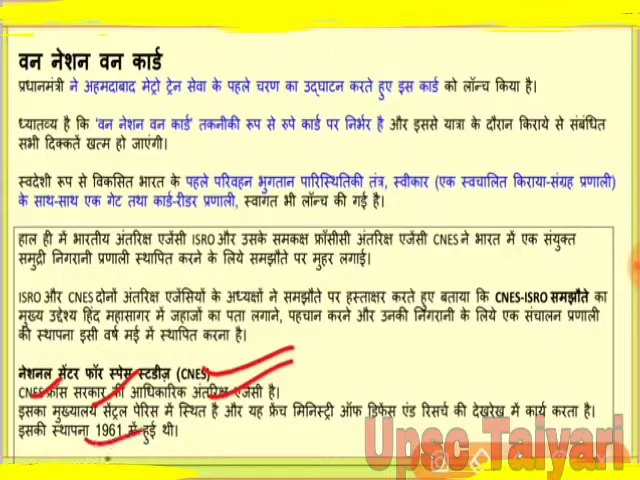 वन नेशन वन कार्ड
प्रधानमंत्री ने अहमदाबाद मेट्रो ट्रेन सेवा के पहले चरण का उद्घाटन करते हुए इस कार्ड को लॉन्च किया है।
ध्यातव्य है कि 'वन नेशन वन कार्ड' तकनीकी रूप से रुपे कार्ड पर निर्भर है और इससे यात्रा के दौरान किराये से संबंधित
सभी दिक्कतें खत्म हो जाएंगी।
स्वदेशी रूप से विकसित भारत के पहले परिवहन भुगतान पारिस्थितिकी तंत्र, स्वीकार (एक स्वचालित किराया-संग्रह प्रणाली)
के साथ-साथ एक गेट तथा कार्ड-रीडर प्रणाली, स्वागत भी लॉन्च की गई है।
हाल ही में भारतीय अंतरिक्ष एजेंसी ISRO और उसके समकक्ष फ्राँसीसी अंतरिक्ष एजेंसी CNES ने भारत में एक संयुक्त
समुद्री निगरानी प्रणाली स्थापित करने के लिये समझौते पर मुहर लगाई।
ISRO और CNES दोनों अंतरिक्ष एजेंसियों के अध्यक्षों ने समझौते पर हस्ताक्षर करते हुए बताया कि CNES-ISRO समझौते का
मुख्य उद्देश्य हिंद महासागर में जहाजों का पता लगाने, पहचान करने और उनकी निगरानी के लिये एक संचालन प्रणाली
की स्थापना इसी वर्ष मई में स्थापित करना है।
नेशनल सेंटर फॉर स्पेस स्टडीज़ (CNES)
CNES फ्राँस सरकार की आधिकारिक अंतरिक्ष एजेंसी है।
इसका मुख्यालय सेंट्रल पेरिस में स्थित है और यह फ्रेंच मिनिस्ट्री ऑफ डिफेंस एंड रिसर्च की देखरेख में कार्य करता है।
इसकी स्थापना 1961 में हुई थी।
Upsc Taiyari